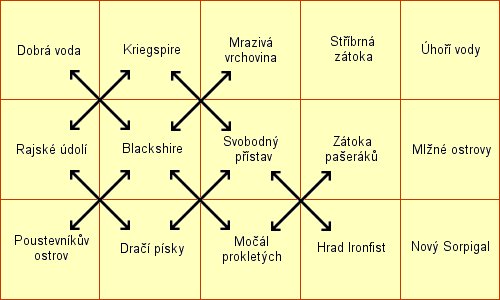 Dobrá voda
Kriegspire
Mrazivá
vrchovina
Stříbrná
zátoka
Úhoří vody
Rajské údolí
Blackshire
Svobodný
přístav
Zátoka
pašeráků
Mlžné ostrovy
Poustevníkův
ostrov
Dračí písky
Močál
prokletých
Hrad Ironfist
Nový Sorpigal